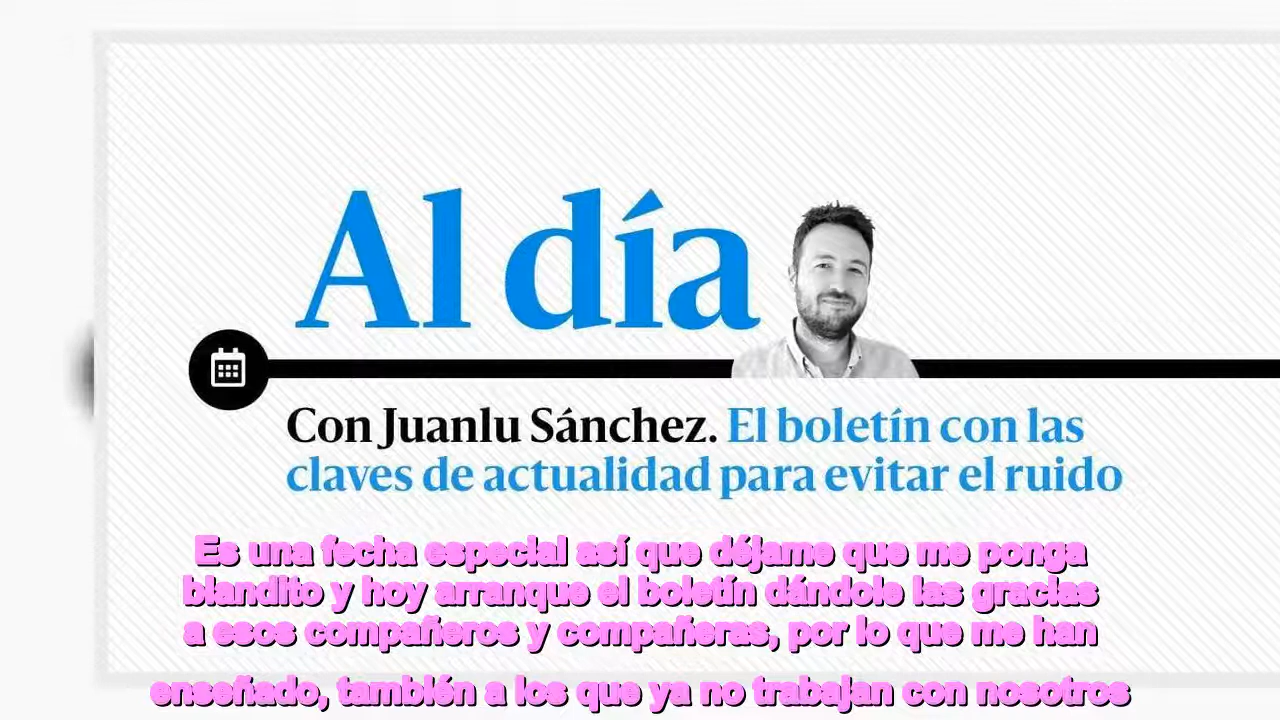 Al día
Con Juanlu Sánchez. El boletín con las
claves de actualidad para evitar el ruido
Es una fecha especial así que déjame que me ponga
blandito y hoy arranque el boletín dándole las gracias
a esos compañeros y compañeras, por lo que me han
enseñado, también a los que ya no trabajan con nosotros